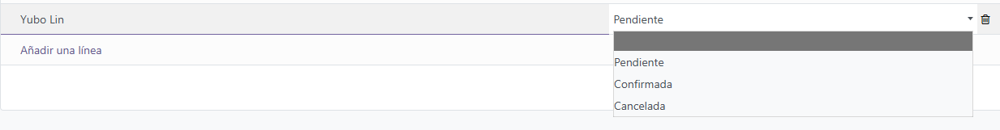 Yubo Lin Pendiente
Añadir una línea
Pendiente
Confirmada
Cancelada